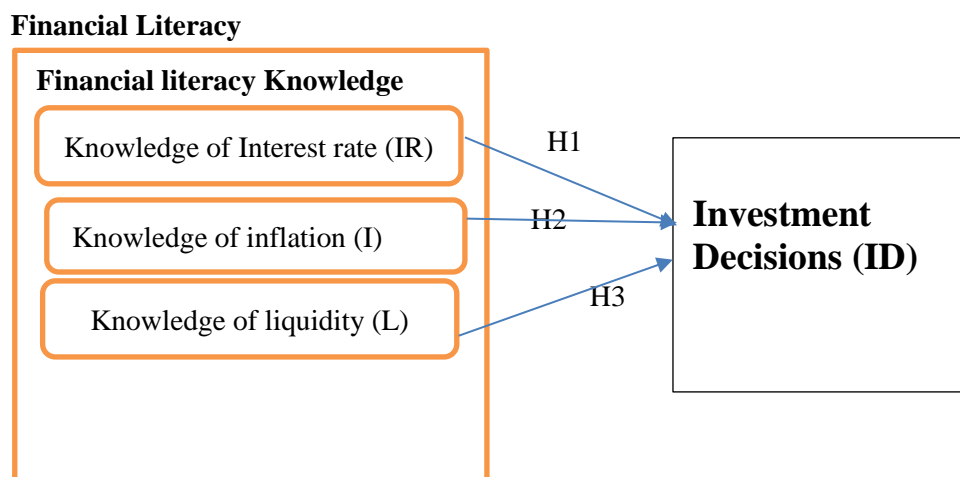 Financial Literacy
Financial literacy Knowledge
Knowledge of Interest rate (IR)
H1
Knowledge of inflation (I)
H2
Investment
Decisions (ID)
Knowledge of liquidity (L)
H3